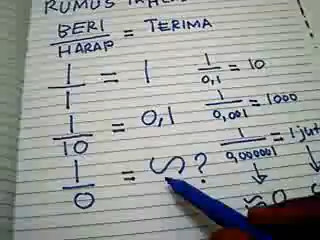 RUMUS
BERI/HARAP = TERIMA
1/1 = 1
1/0,1 = 10
1/10 = 0,1
1/0,001 = 1000
1/0,000001 = 1 jut
1/0 = ∽?